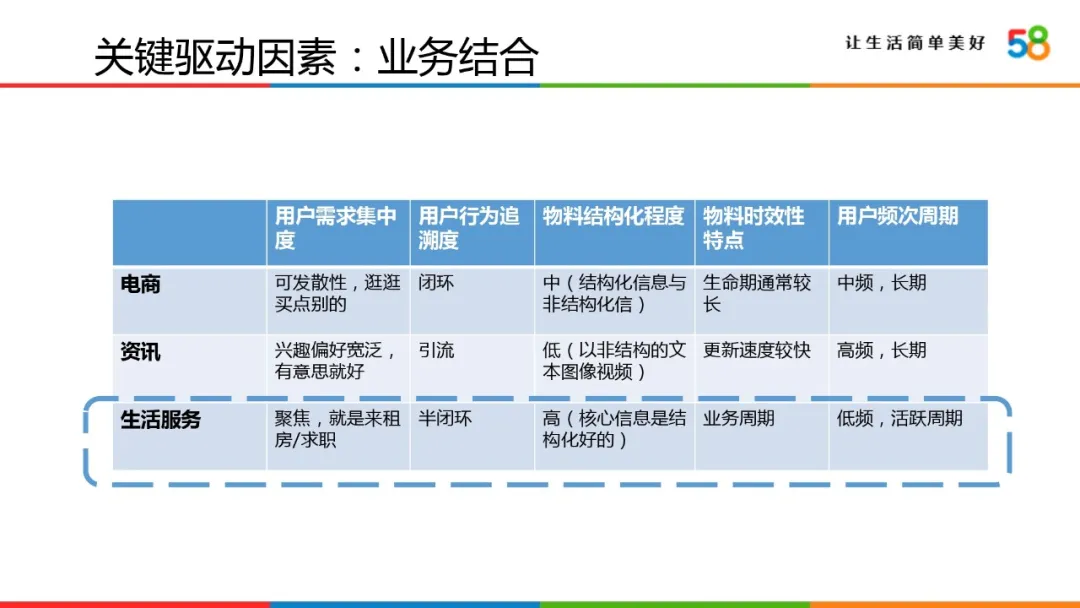 关键驱动因素：业务结合
让生活简单美好
58
用户需求集中
度
用户行为追
溯度
物料结构化程度
物料时效性
特点
用户频次周期
电商
可发散性，逛逛
买点别的
闭环
中（结构化信息与
非结构化信）
生命期通常较
长
中频，长期
资讯
兴趣偏好宽泛，
有意思就好
引流
低（以非结构的文
本图像视频）
更新速度较快
高频，长期
生活服务
聚焦，就是来租
房/求职
半闭环
高（核心信息是结
构化好的）
业务周期
低频，活跃周期